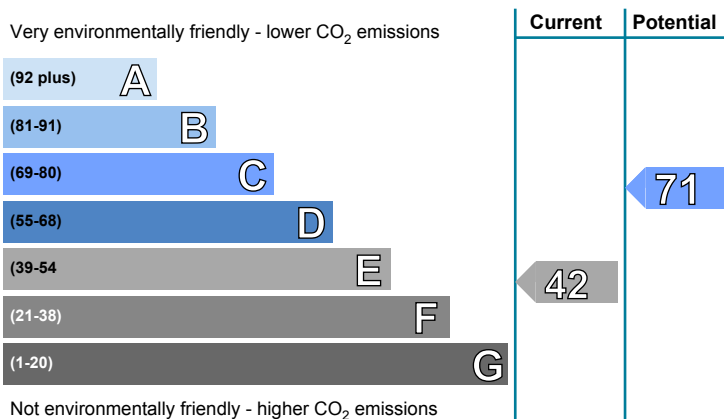 Current Potential
Very environmentally friendly - lower CO2 emissions
(92 plus) A
(81-91) B
(69-80) C
71
(55-68) D
(39-54 E
42
(21-38) F
(1-20) G
Not environmentally friendly - higher CO2 emissions